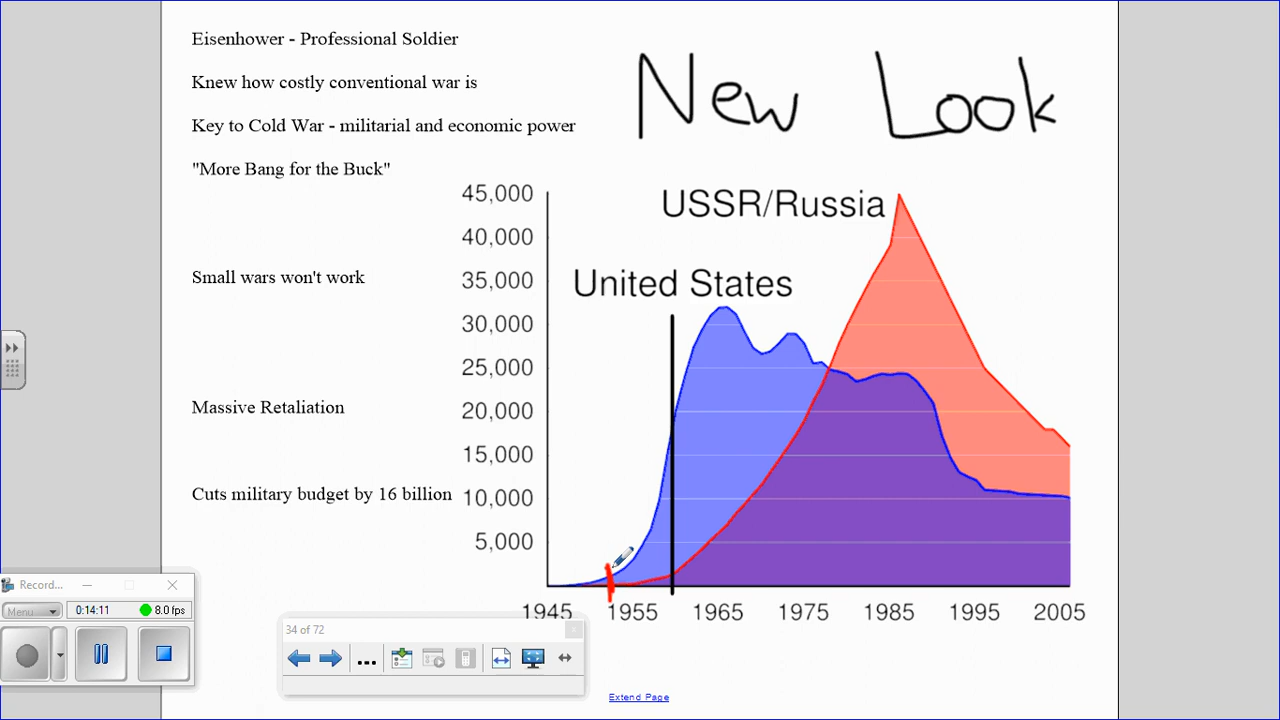 Eisenhower - Professional Soldier
Knew how costly conventional war is
Key to Cold War - militarial and economic power
"More Bang for the Buck"
New Look
Small wars won't work
Massive Retaliation
Cuts military budget by 16 billion
45,000
40,000
35,000
30,000
25,000
20,000
15,000
10,000
5,000
USSR/Russia
United States
1945 1955 1965 1975 1985 1995 2005
Record...
Menu
0:14:11
8.0 fps
34 of 72
Extend Page